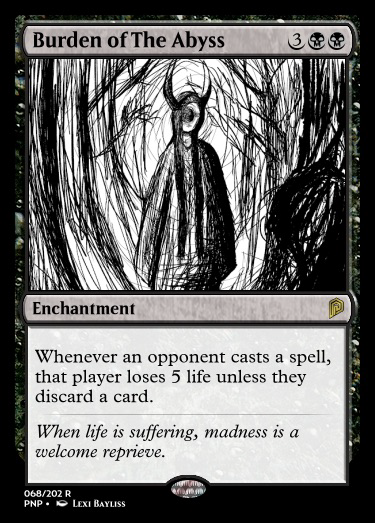 Burden of The Abyss 3
Enchantment
Whenever an opponent casts a spell,
that player loses 5 life unless they
discard a card.
When life is suffering, madness is a
welcome reprieve.
068/202 R
PNP • Lexi Bayliss